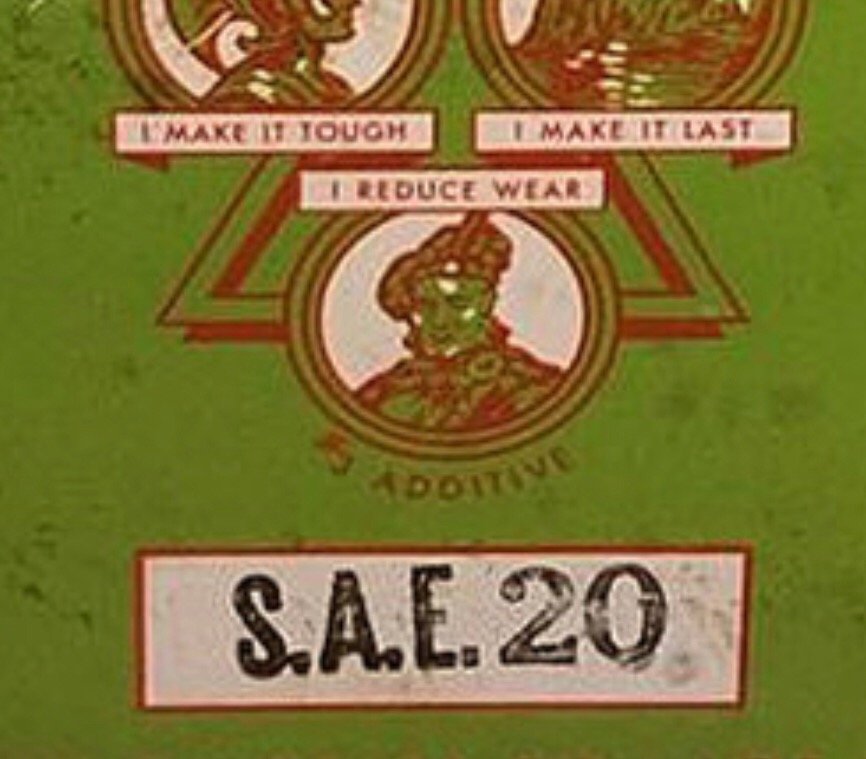 I MAKE IT TOUGH
I MAKE IT LAST
I REDUCE WEAR
ADDITIVE
S.A.E. 20